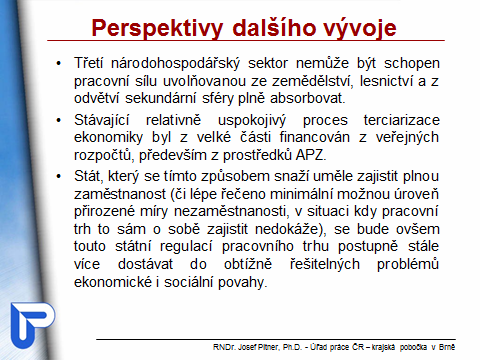 Perspektivy dalšího vývoje
• Třetí národohospodářský sektor nemůže být schopen
pracovní sílu uvolňovanou ze zemědělství, lesnictví a z
odvětví sekundární sféry plně absorbovat.
• Stávající relativně uspokojivý proces terciarizace
ekonomiky byl z velké části financován z veřejných
rozpočtů, především z prostředků APZ.
• Stát, který se tímto způsobem snaží uměle zajistit plnou
zaměstnanost (či lépe řečeno minimální možnou úroveň
přirozené míry nezaměstnanosti, v situaci kdy pracovní
trh to sám o sobě zajistit nedokáže), se bude ovšem
touto státní regulací pracovního trhu postupně stále
více dostávat do obtížně řešitelných problémů
ekonomické i sociální povahy.
RNDr. Josef Pitner, Ph.D. - Úřad práce ČR – krajská pobočka v Brně